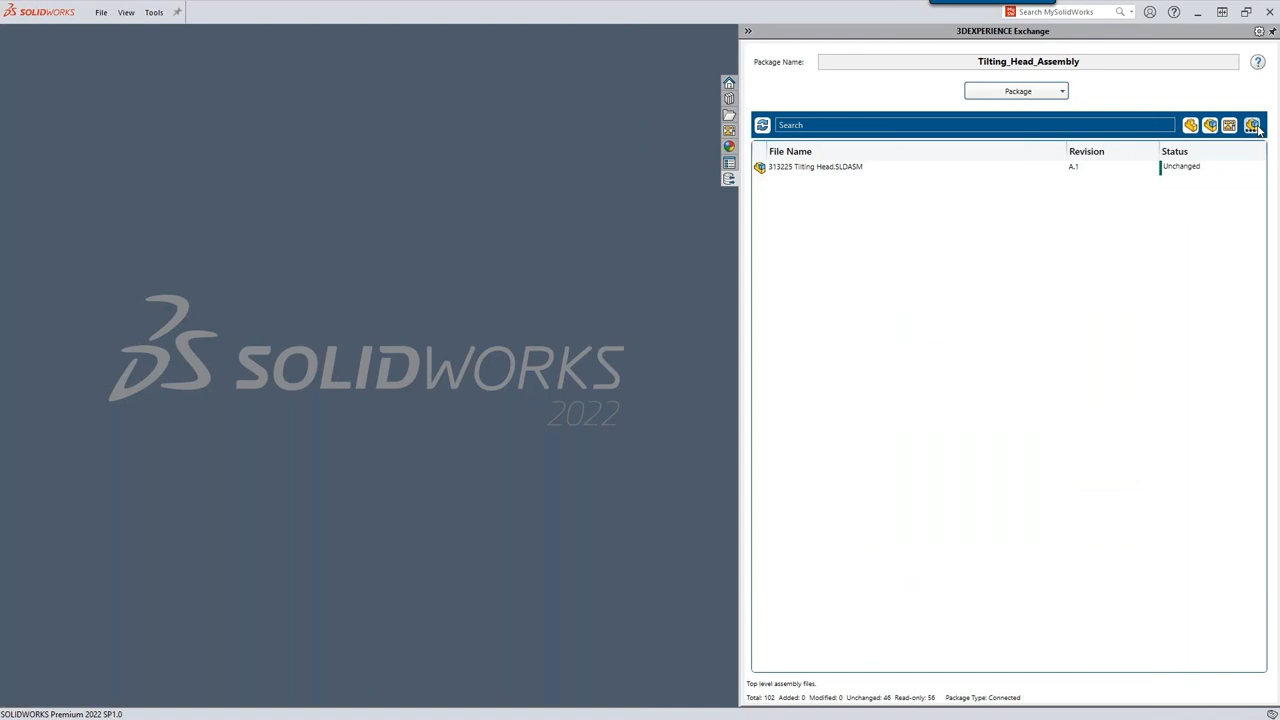 SOLIDWORKS File View Tools Search MySolidWorks
3DEXPERIENCE Exchange
Package Name: Tilting_Head_Assembly
Package
Search
File Name Revision Status
313225 Tilting Head.SLDASM A.1 Unchanged
SOLIDWORKS
2022
Top level assembly files.
Total: 102 Added: 0 Modified: 0 Unchanged: 46 Read-only: 56 Package Type: Connected
SOLIDWORKS Premium 2022 SP1.0